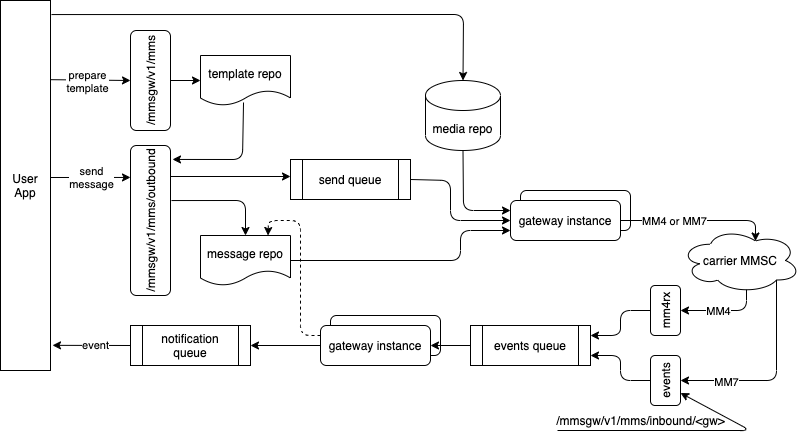 /mmsgw/v1/mms
prepare
template
template repo
media repo
User
App
send
message
/mmsgw/v1/mms/outbound
send queue
gateway instance
MM4 or MM7
message repo
carrier MMSC
mm4rx
MM4
event
notification
queue
gateway instance
events queue
events
MM7
/mmsgw/v1/mms/inbound/<gw>